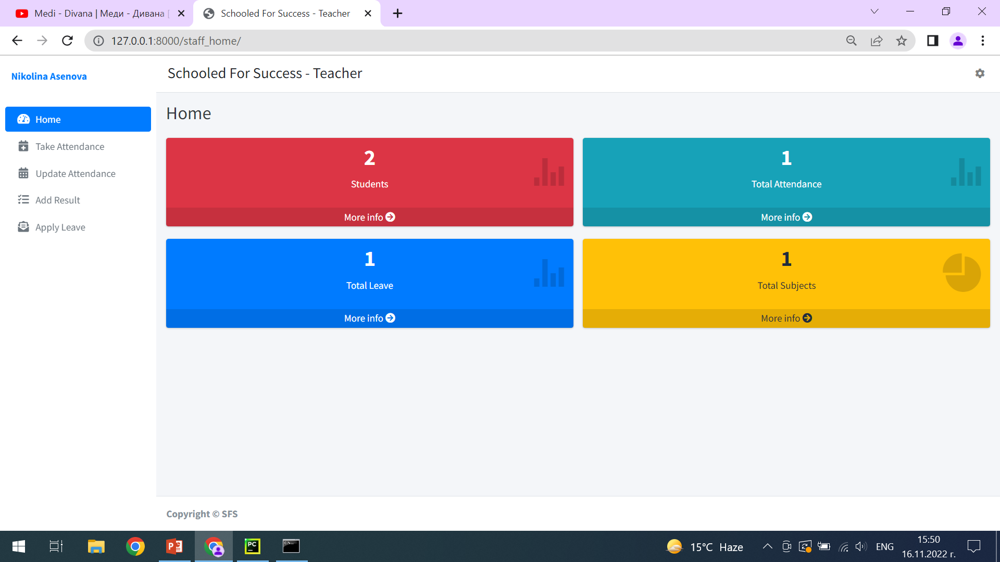 Medi - Divana | Меди - Дивана [
Schooled For Success - Teacher
127.0.0.1:8000/staff_home/
Nikolina Asenova
Schooled For Success - Teacher
Home
Home
Take Attendance
Update Attendance
Add Result
Apply Leave
2
Students
More info
1
Total Attendance
More info
1
Total Leave
More info
1
Total Subjects
More info
Copyright © SFS
P
PC
C:\
15°C Haze
ENG
15:50
16.11.2022 г.